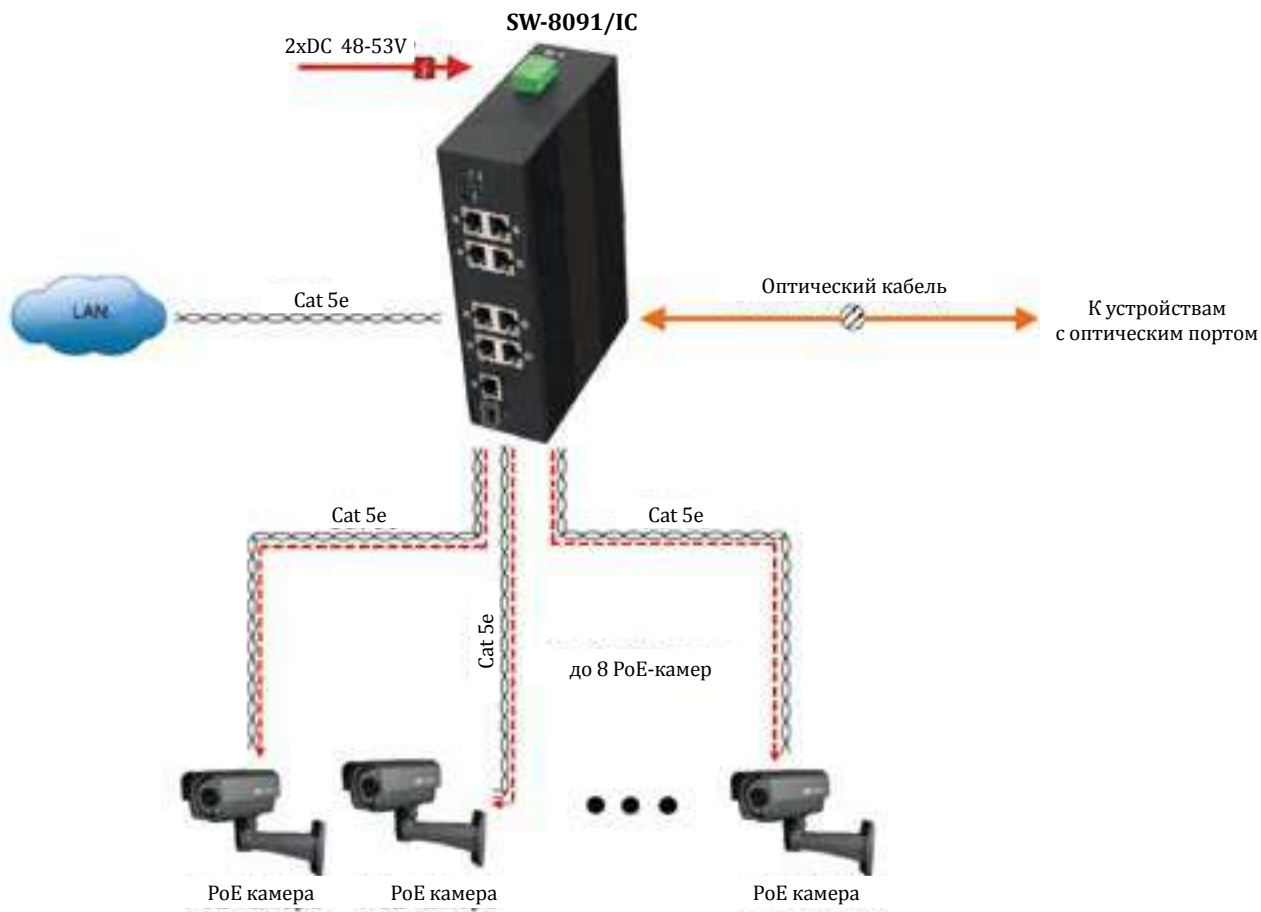 SW-8091/IC
2xDC 48-53V
LAN
Cat 5e
Оптический кабель
К устройствам
с оптическим портом
Cat 5e
Cat 5e
Cat 5e
до 8 PoE-камер
PoE камера
PoE камера
PoE камера